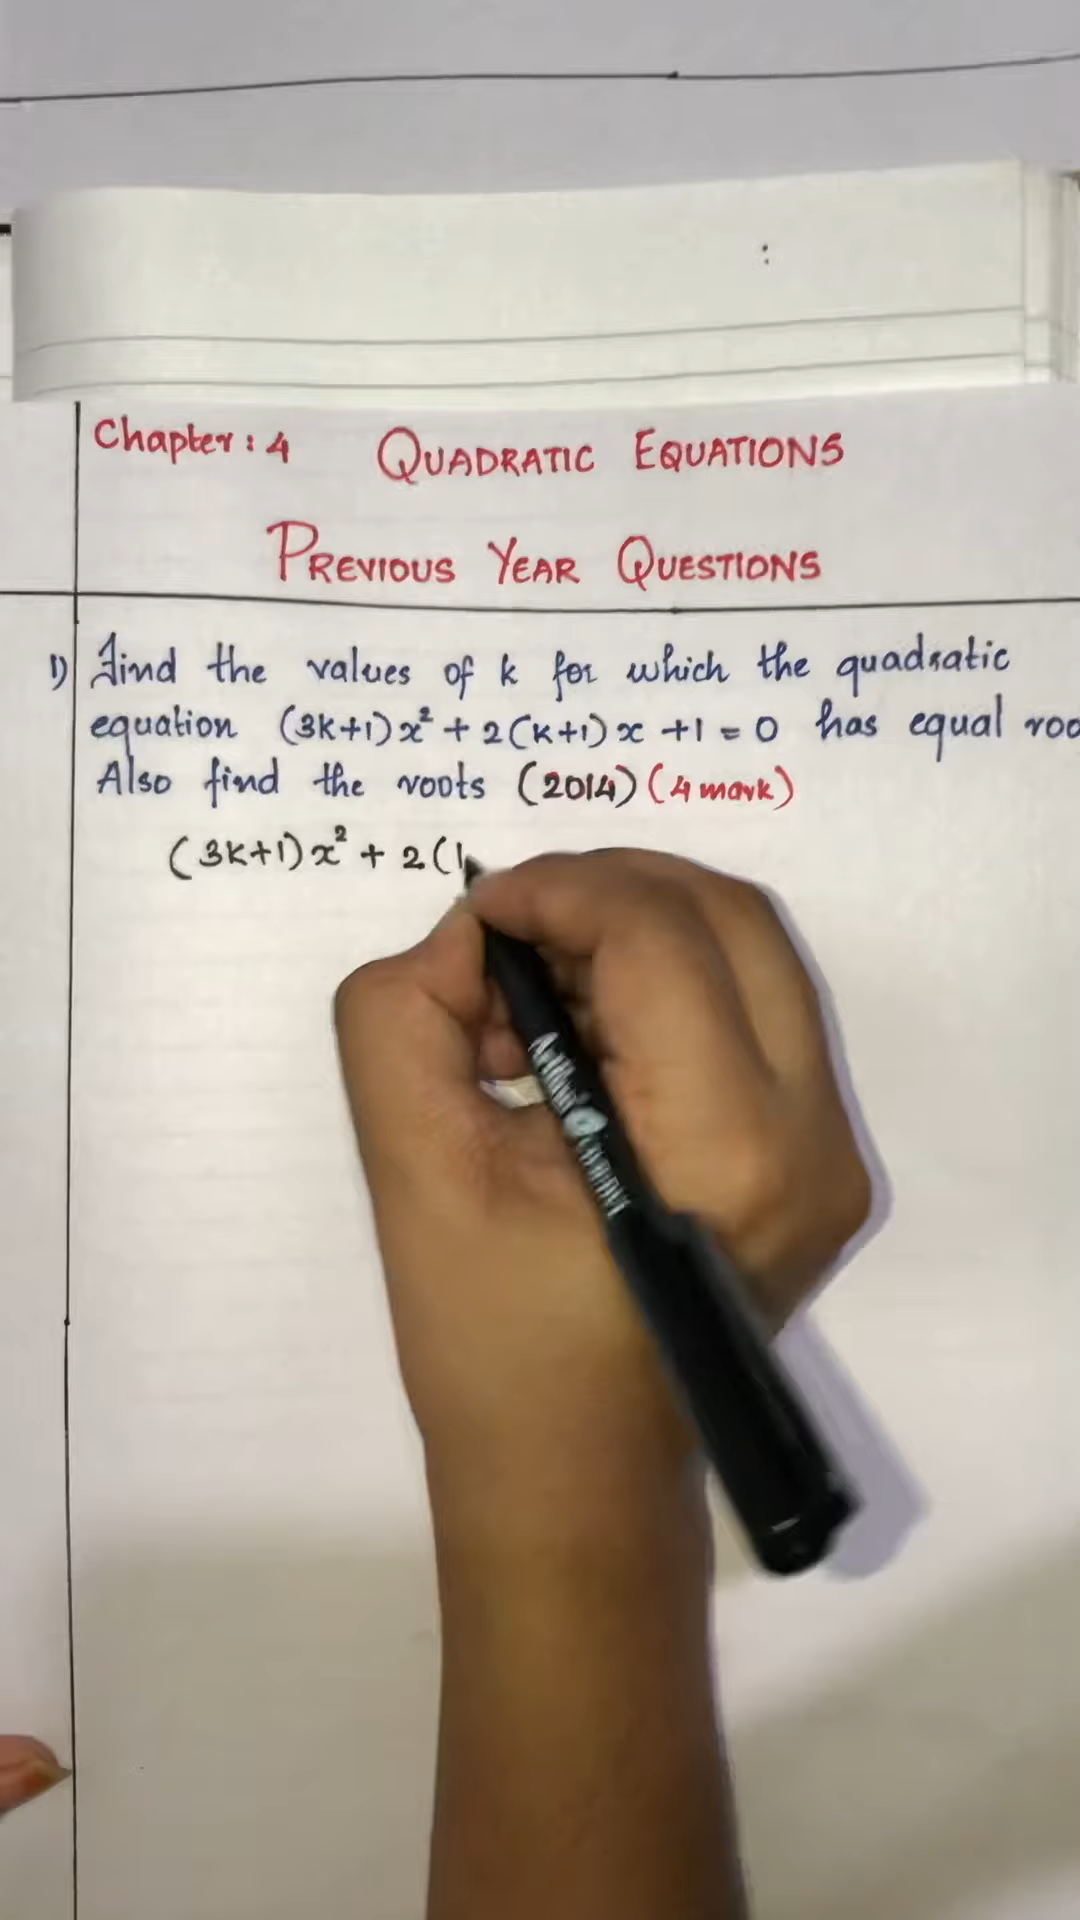 Chapter: 4 QUADRATIC EQUATIONS
PREVIOUS YEAR QUESTIONS
1) Find the values of k for which the quadratic
equation (3k+1)x² + 2(k+1)x +1 = 0 has equal roo
Also find the roots (2014) (4 mark)
(3k+1)x² + 2(